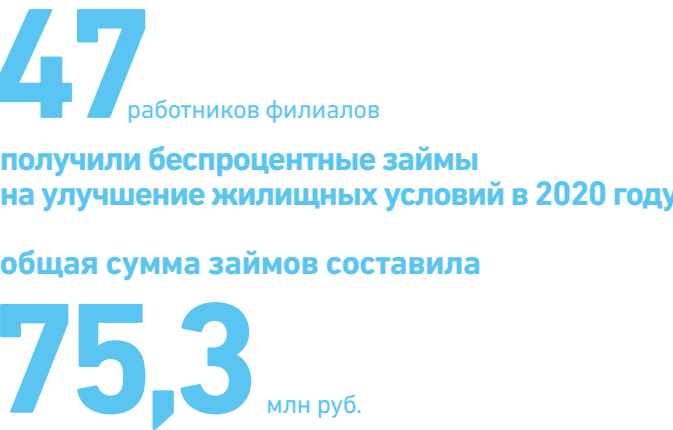 47 работников филиалов
получили беспроцентные займы
на улучшение жилищных условий в 2020 году
общая сумма займов составила
75,3 млн руб.